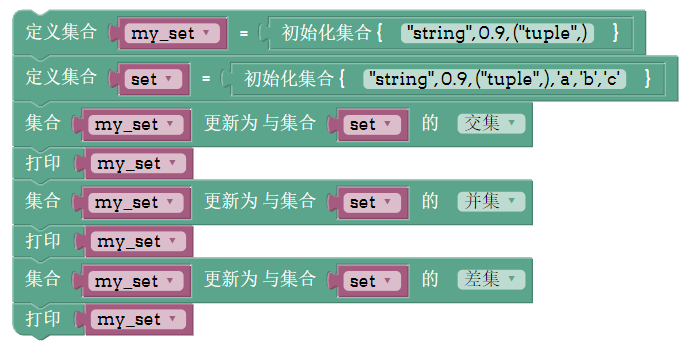 定义集合 my_set = 初始化集合{ "string",0.9,("tuple",) }
定义集合 set = 初始化集合{ "string",0.9,("tuple",),'a','b','c' }
集合 my_set 更新为 与集合 set 的 交集
打印 my_set
集合 my_set 更新为 与集合 set 的 并集
打印 my_set
集合 my_set 更新为 与集合 set 的 差集
打印 my_set